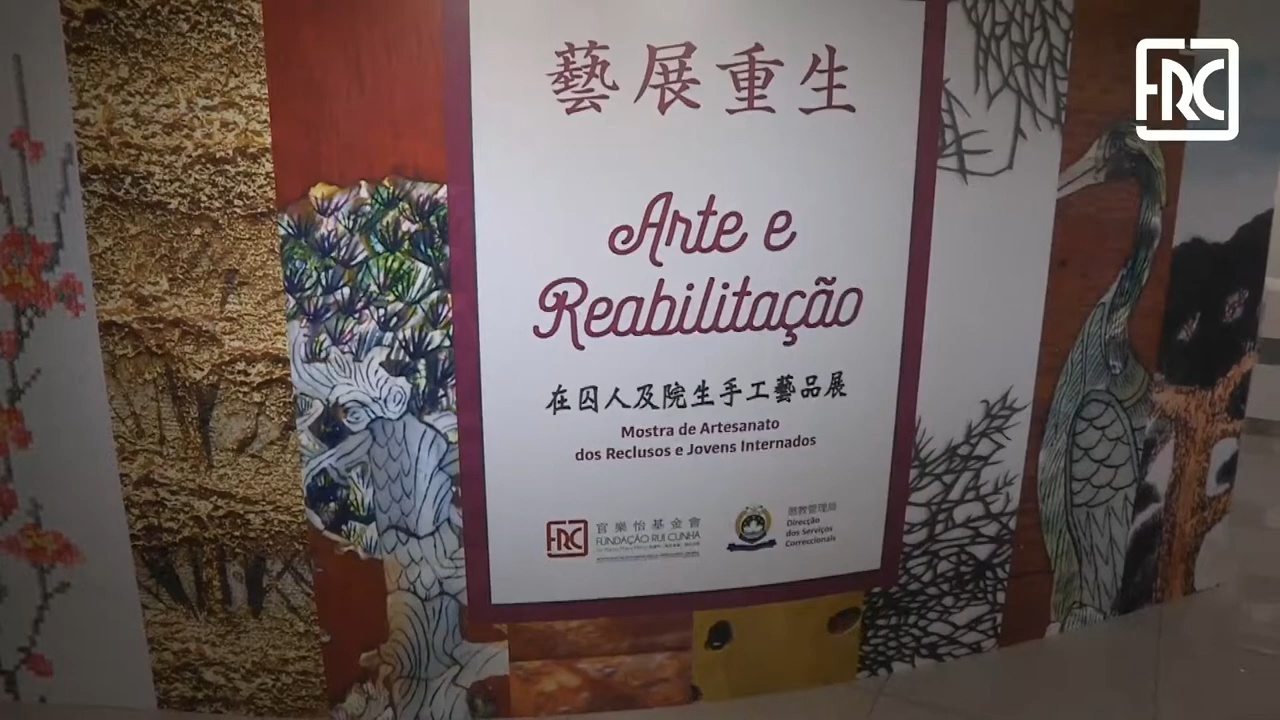 FRC
藝展重生
Arte e
Reabilitação
在囚人及院生手工藝品展
Mostra de Artesanato
dos Reclusos e Jovens Internados
FRC
官樂怡基金會
FUNDAÇÃO RUI CUNHA
懲教管理局
Direcção
dos Serviços
Correccionais